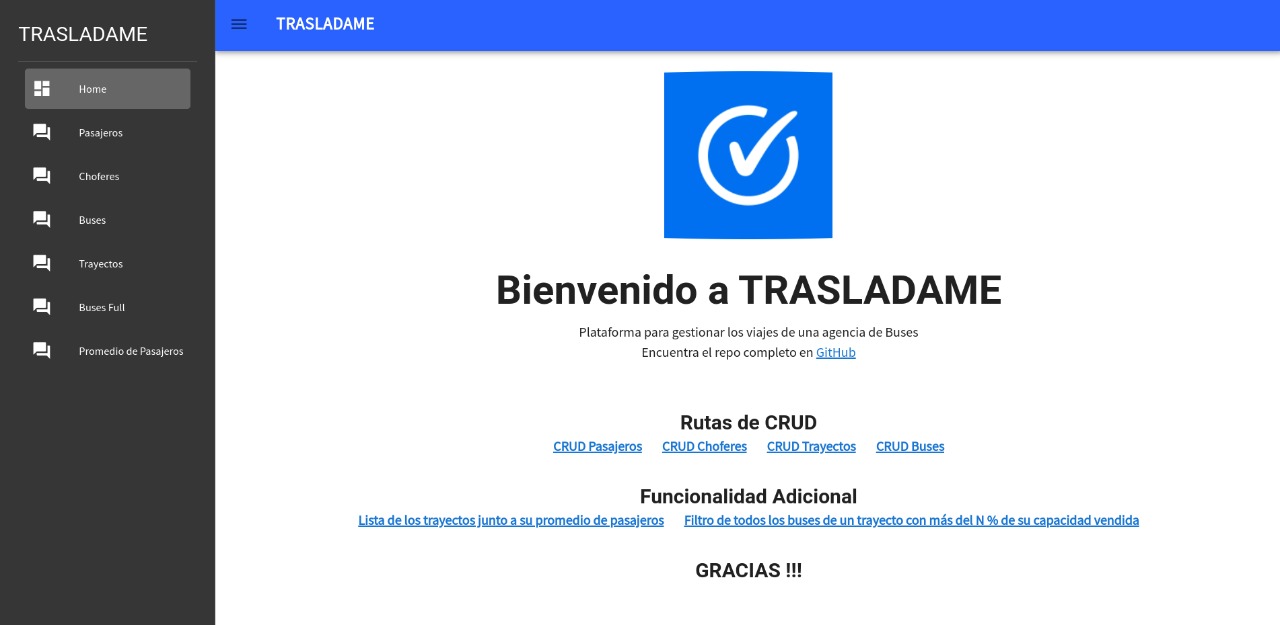 TRASLADAME
Home
Pasajeros
Choferes
Buses
Trayectos
Buses Full
Promedio de Pasajeros
TRASLADAME
Bienvenido a TRASLADAME
Plataforma para gestionar los viajes de una agencia de Buses
Encuentra el repo completo en GitHub
Rutas de CRUD
CRUD Pasajeros CRUD Choferes CRUD Trayectos CRUD Buses
Funcionalidad Adicional
Lista de los trayectos junto a su promedio de pasajeros Filtro de todos los buses de un trayecto con más del N % de su capacidad vendida
GRACIAS !!!